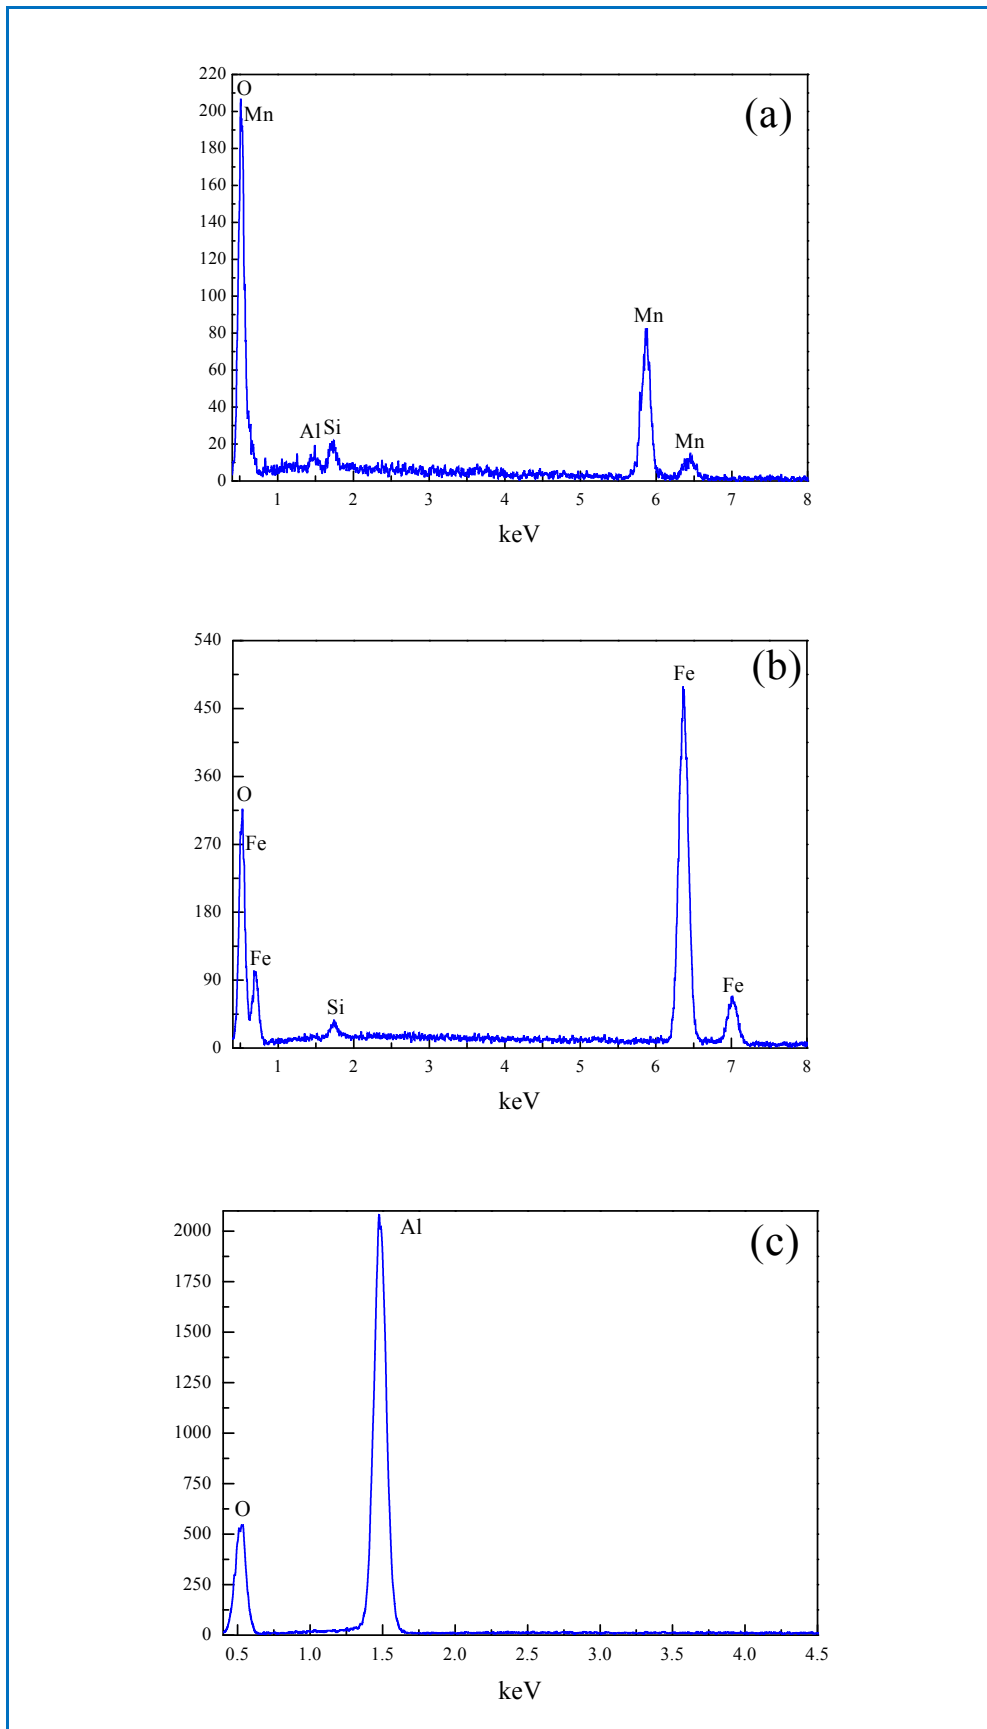 220
200
180
160
140
120
100
80
60
40
20
0
O
Mn
(a)
Al
Si
Mn
Mn
1 2 3 4 5 6 7 8
keV
540
450
360
270
180
90
0
(b)
Fe
O
Fe
Fe
Si
Fe
1 2 3 4 5 6 7 8
keV
2000
1750
1500
1250
1000
750
500
250
0
Al
(c)
O
0.5 1.0 1.5 2.0 2.5 3.0 3.5 4.0 4.5
keV